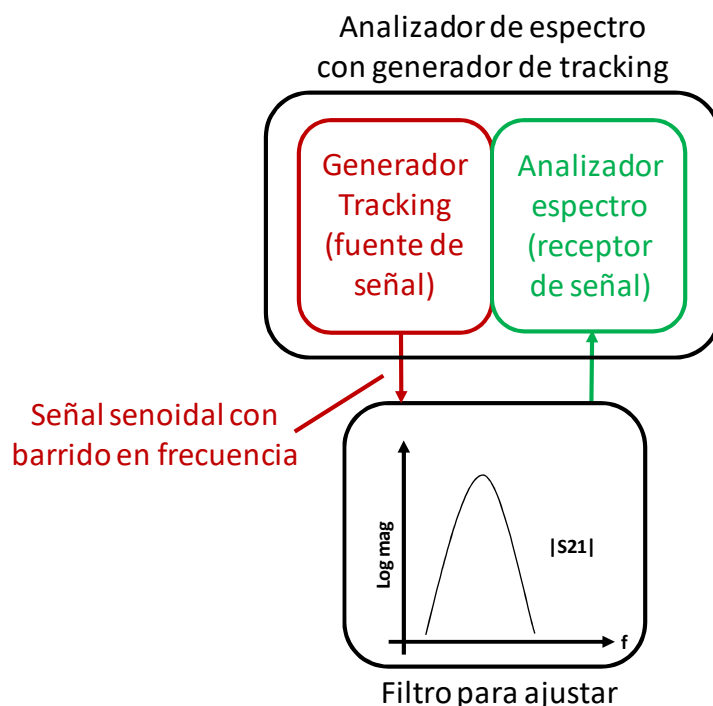 Analizador de espectro
con generador de tracking
Generador
Tracking
(fuente de
señal)
Analizador
espectro
(receptor
de señal)
Señal senoidal con
barrido en frecuencia
Log mag
|S21|
f
Filtro para ajustar